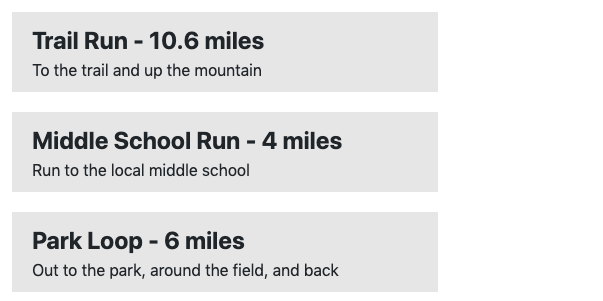 Trail Run - 10.6 miles
To the trail and up the mountain
Middle School Run - 4 miles
Run to the local middle school
Park Loop - 6 miles
Out to the park, around the field, and back